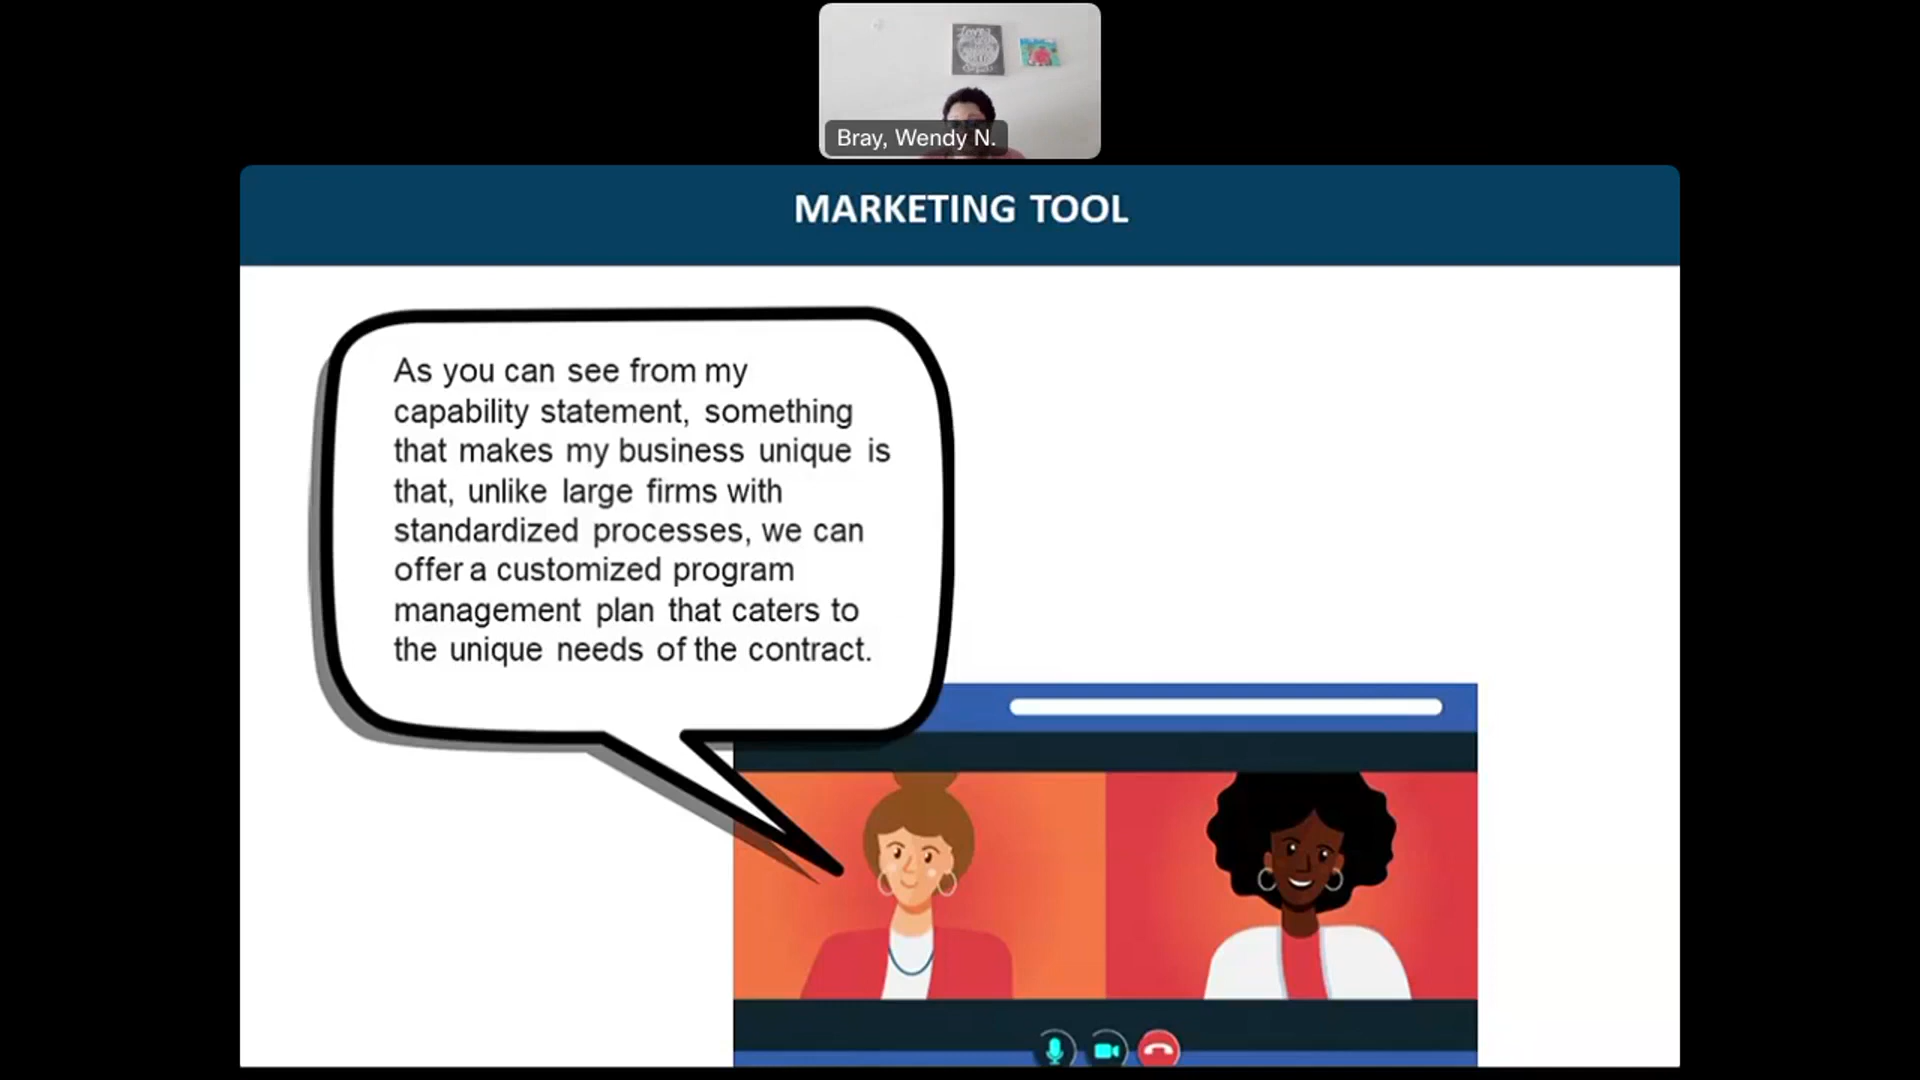 Bray, Wendy N.
MARKETING TOOL
As you can see from my
capability statement, something
that makes my business unique is
that, unlike large firms with
standardized processes, we can
offer a customized program
management plan that caters to
the unique needs of the contract.